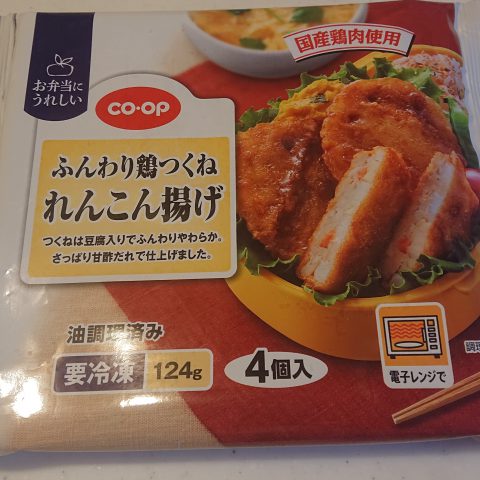 国産鶏肉使用
お弁当に
うれしい
CO・OP
ふんわり鶏つくね
れんこん揚げ
つくねは豆腐入りでふんわりやわらか。
さっぱり甘酢だれで仕上げました。
油調理済み
要冷凍 124g
4個入
電子レンジで